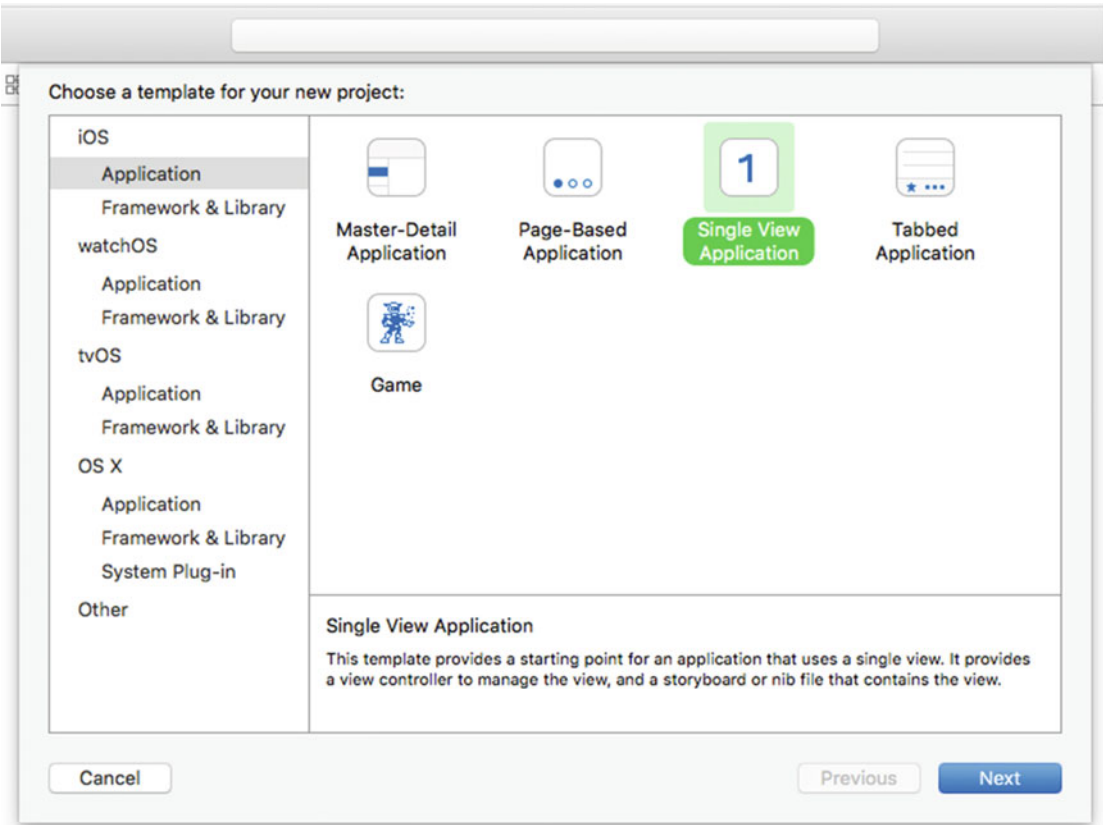 Choose a template for your new project:
iOS
Application
Framework & Library
watchOS
Application
Framework & Library
tvOS
Application
Framework & Library
OS X
Application
Framework & Library
System Plug-in
Other
Master-Detail
Application
Page-Based
Application
1
Single View
Application
Tabbed
Application
Game
Single View Application
This template provides a starting point for an application that uses a single view. It provides
a view controller to manage the view, and a storyboard or nib file that contains the view.
Cancel
Previous
Next